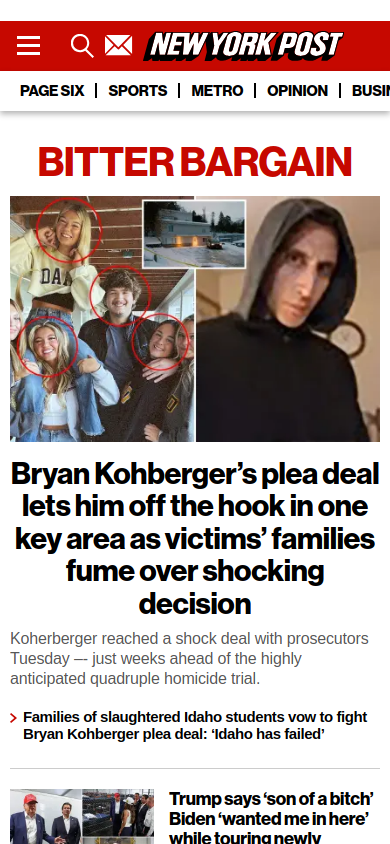 NEW YORK POST
PAGE SIX
SPORTS
METRO
OPINION
BUSI
BITTER BARGAIN
DA
Bryan Kohberger’s plea deal
lets him off the hook in one
key area as victims’ families
fume over shocking
decision
Koherberger reached a shock deal with prosecutors
Tuesday –- just weeks ahead of the highly
anticipated quadruple homicide trial.
Families of slaughtered Idaho students vow to fight
Bryan Kohberger plea deal: ‘Idaho has failed’
Trump says ‘son of a bitch’
Biden ‘wanted me in here’
while touring newly